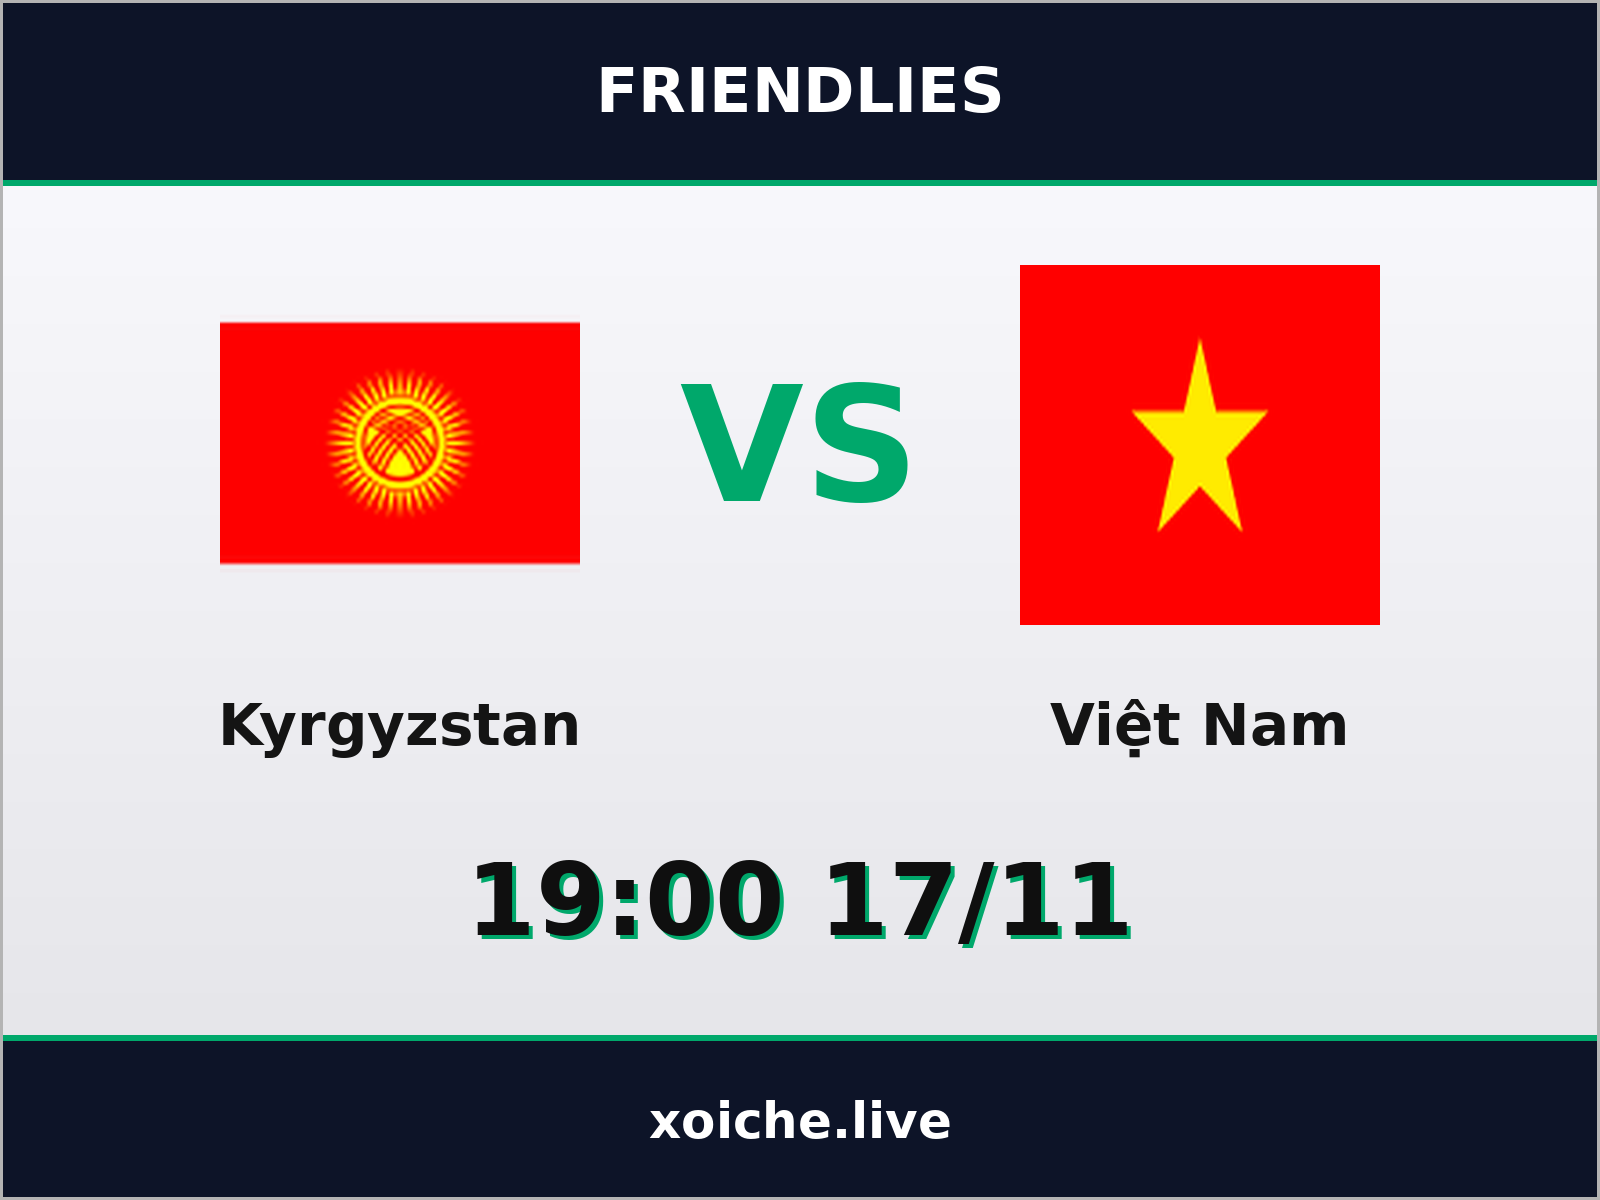 FRIENDLIES
VS
Kyrgyzstan
Việt Nam
19:00 17/11
xoiche.live